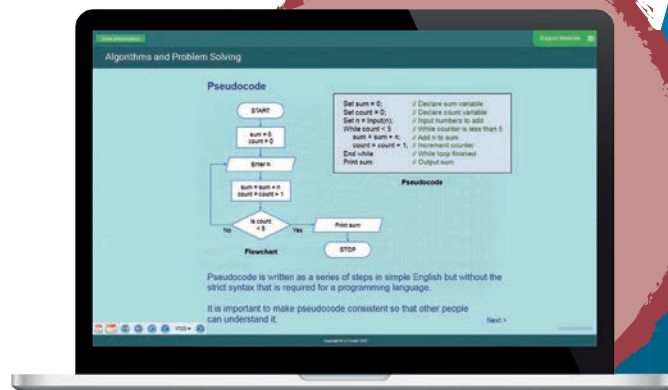 Close presentation
Support Materials
Algorithms and Problem Solving
Pseudocode
START
sum = 0
count = 0
Enter n
sum = sum + n
count = count + 1
Is count
< 5
No
Yes
Print sum
STOP
Flowchart
Set sum = 0; // Declare sum variable
Set count = 0; // Declare count variable
Set n = Input(n); // Input numbers to add
While count < 5 // While counter is less than 5
sum = sum + n; // Add n to sum
count = count + 1; // Increment counter
End while // While loop finished
Print sum // Output sum
Pseudocode
Pseudocode is written as a series of steps in simple English but without the
strict syntax that is required for a programming language.
It is important to make pseudocode consistent so that other people
can understand it.
Next >